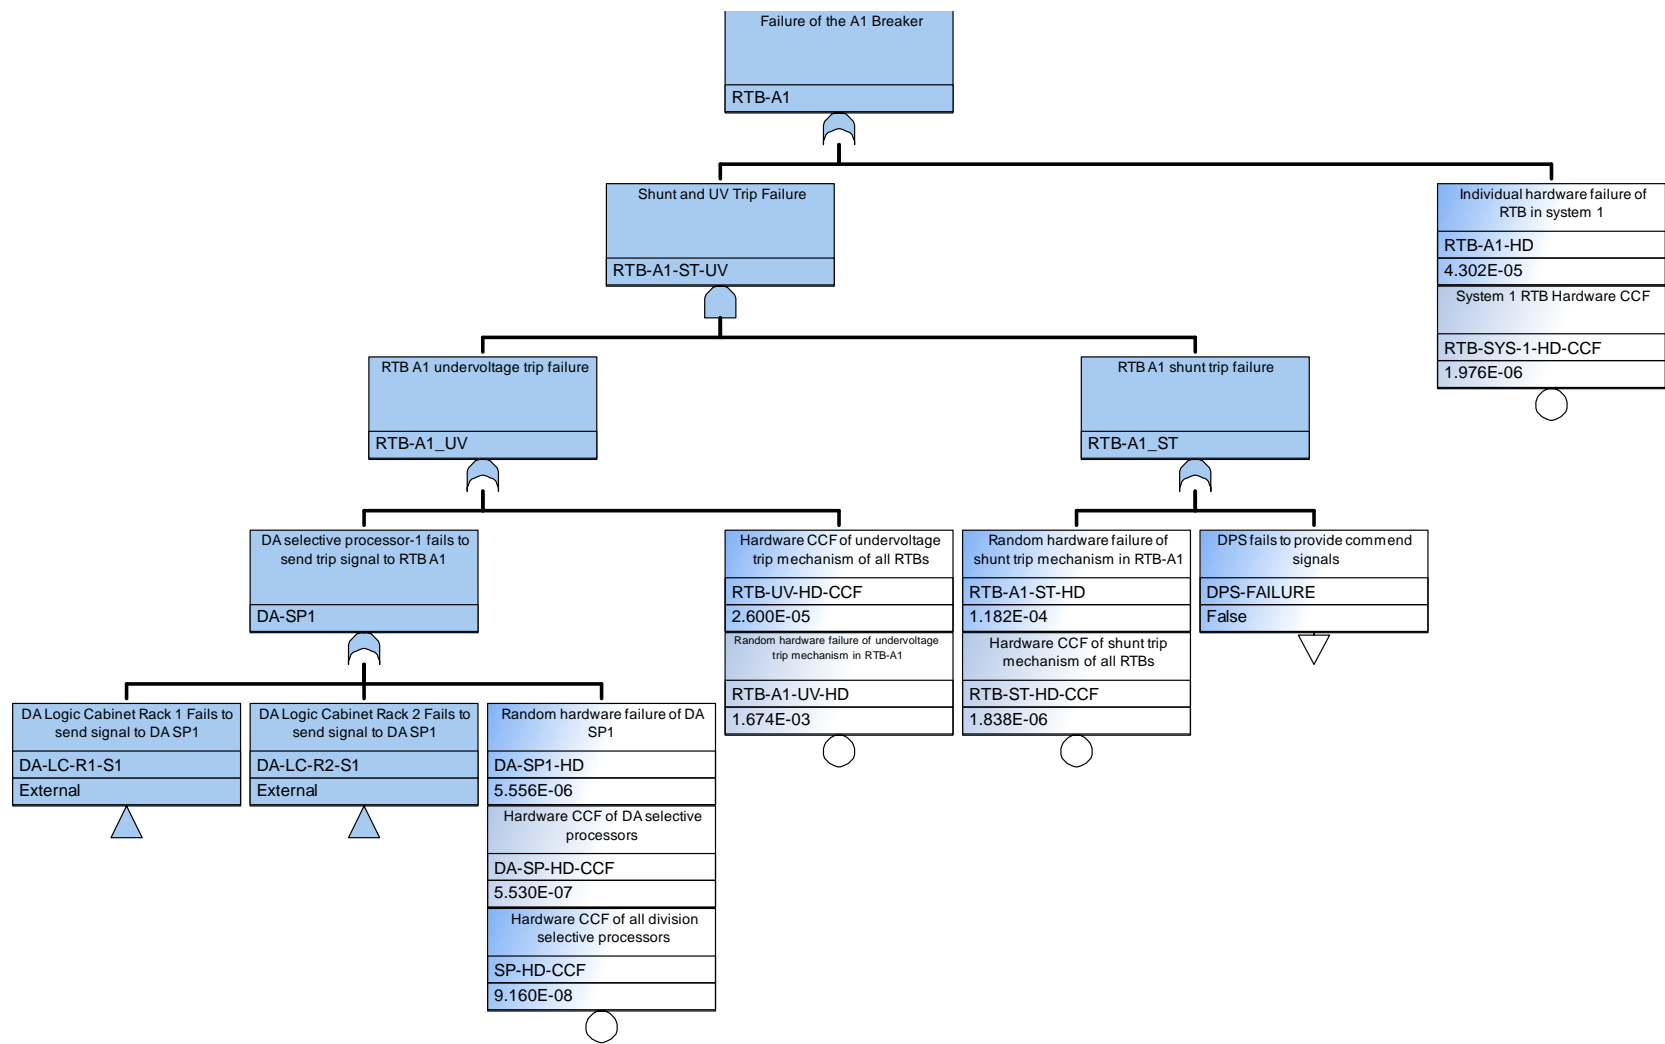 Failure of the A1 Breaker
RTB-A1
Shunt and UV Trip Failure
RTB-A1-ST-UV
Individual hardware failure of
RTB in system 1
RTB-A1-HD
4.302E-05
System 1 RTB Hardware CCF
RTB-SYS-1-HD-CCF
1.976E-06
RTB A1 undervoltage trip failure
RTB-A1_UV
RTB A1 shunt trip failure
RTB-A1_ST
DA selective processor-1 fails to
send trip signal to RTB A1
DA-SP1
Hardware CCF of undervoltage
trip mechanism of all RTBs
RTB-UV-HD-CCF
2.600E-05
Random hardware failure of undervoltage
trip mechanism in RTB-A1
RTB-A1-UV-HD
1.674E-03
Random hardware failure of
shunt trip mechanism in RTB-A1
RTB-A1-ST-HD
1.182E-04
Hardware CCF of shunt trip
mechanism of all RTBs
RTB-ST-HD-CCF
1.838E-06
DPS fails to provide commend
signals
DPS-FAILURE
False
DA Logic Cabinet Rack 1 Fails to
send signal to DA SP1
DA-LC-R1-S1
External
DA Logic Cabinet Rack 2 Fails to
send signal to DA SP1
DA-LC-R2-S1
External
Random hardware failure of DA
SP1
DA-SP1-HD
5.556E-06
Hardware CCF of DA selective
processors
DA-SP-HD-CCF
5.530E-07
Hardware CCF of all division
selective processors
SP-HD-CCF
9.160E-08